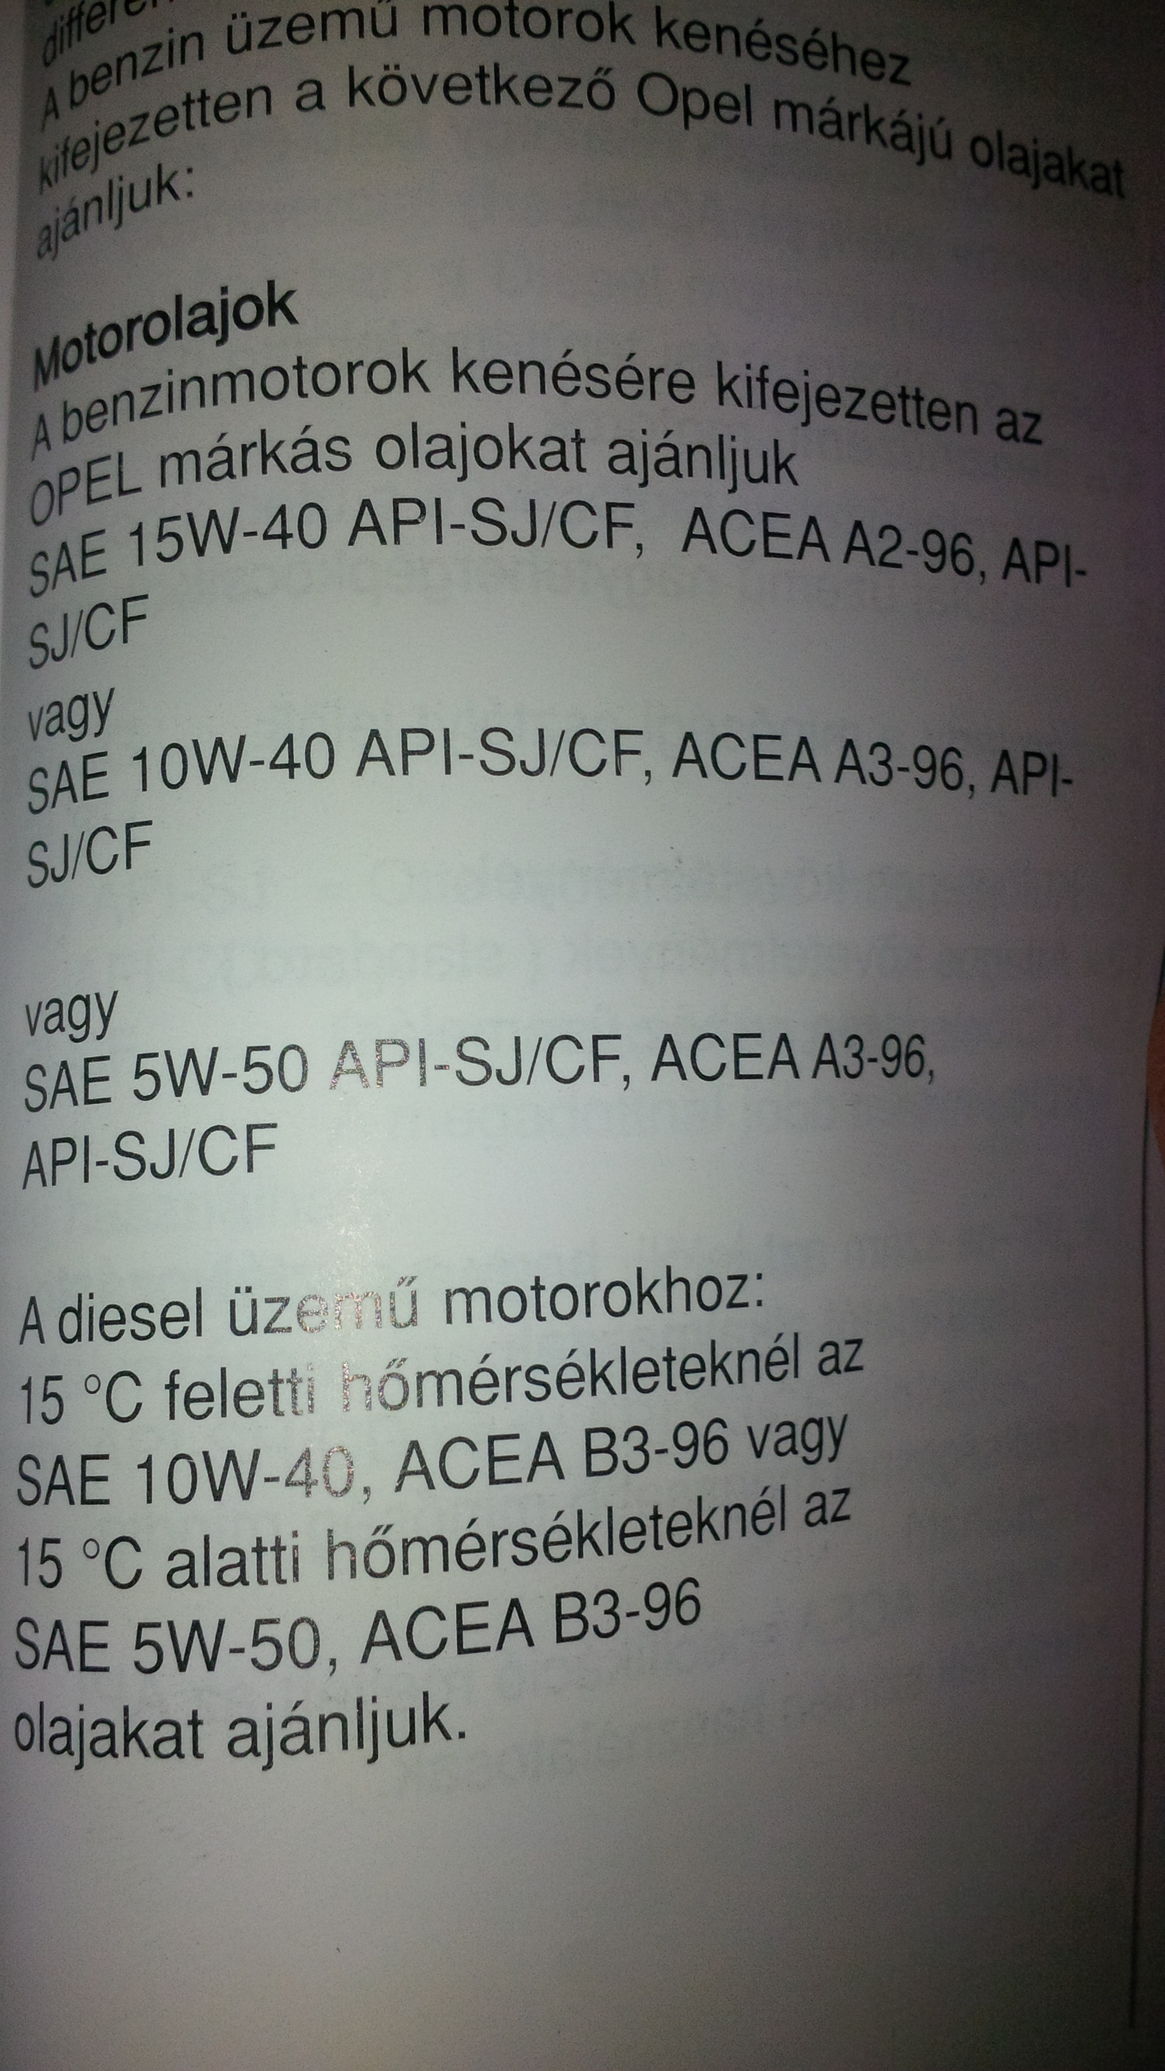 A benzin üzemű motorok kenéséhez
kifejezetten a következő Opel márkájú olajakat
ajánljuk:
Motorolajok
A benzinmotorok kenésére kifejezetten az
OPEL márkás olajokat ajánljuk
SAE 15W-40 API-SJ/CF, ACEA A2-96, API-
SJ/CF
vagy
SAE 10W-40 API-SJ/CF, ACEA A3-96, API-
SJ/CF
vagy
SAE 5W-50 API-SJ/CF, ACEA A3-96,
API-SJ/CF
A diesel üzemű motorokhoz:
15 °C feletti hőmérsékleteknél az
SAE 10W-40, ACEA B3-96 vagy
15 °C alatti hőmérsékleteknél az
SAE 5W-50, ACEA B3-96
olajakat ajánljuk.